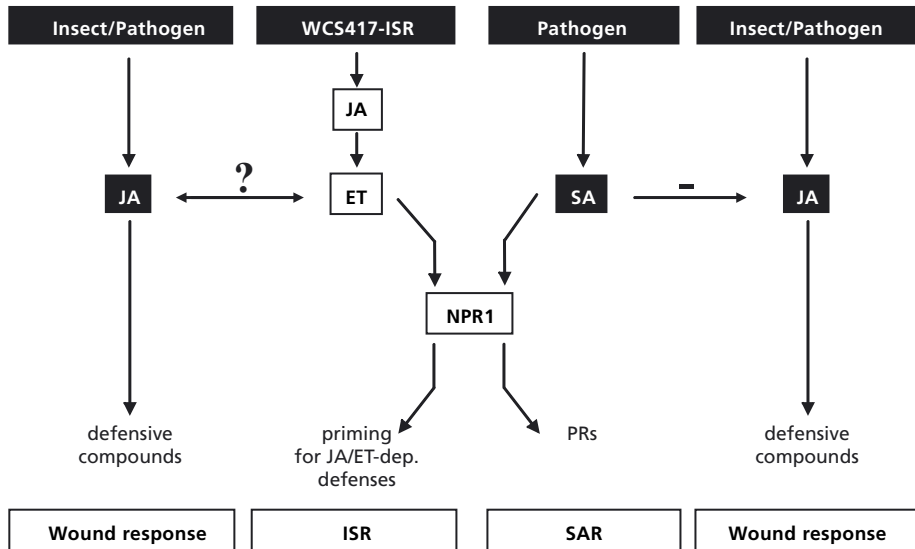 Insect/Pathogen
WCS417-ISR
Pathogen
Insect/Pathogen
JA
?
JA
ET
SA
-
JA
NPR1
defensive
compounds
priming
for JA/ET-dep.
defenses
PRs
defensive
compounds
Wound response
ISR
SAR
Wound response